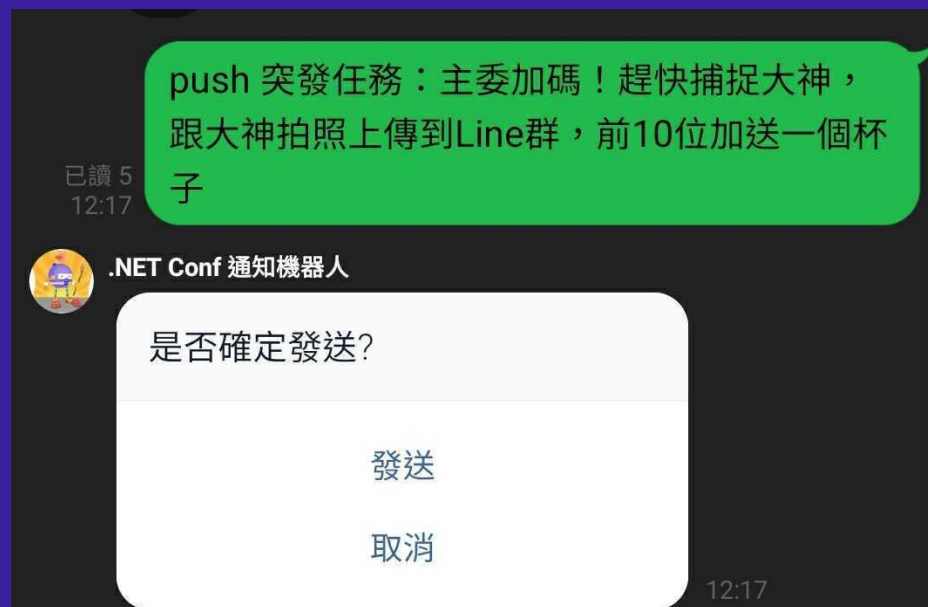 push 突發任務：主委加碼！趕快捕捉大神，
跟大神拍照上傳到Line群，前10位加送一個杯
子
已讀 5
12:17
.NET Conf 通知機器人
是否確定發送?
發送
取消
12:17